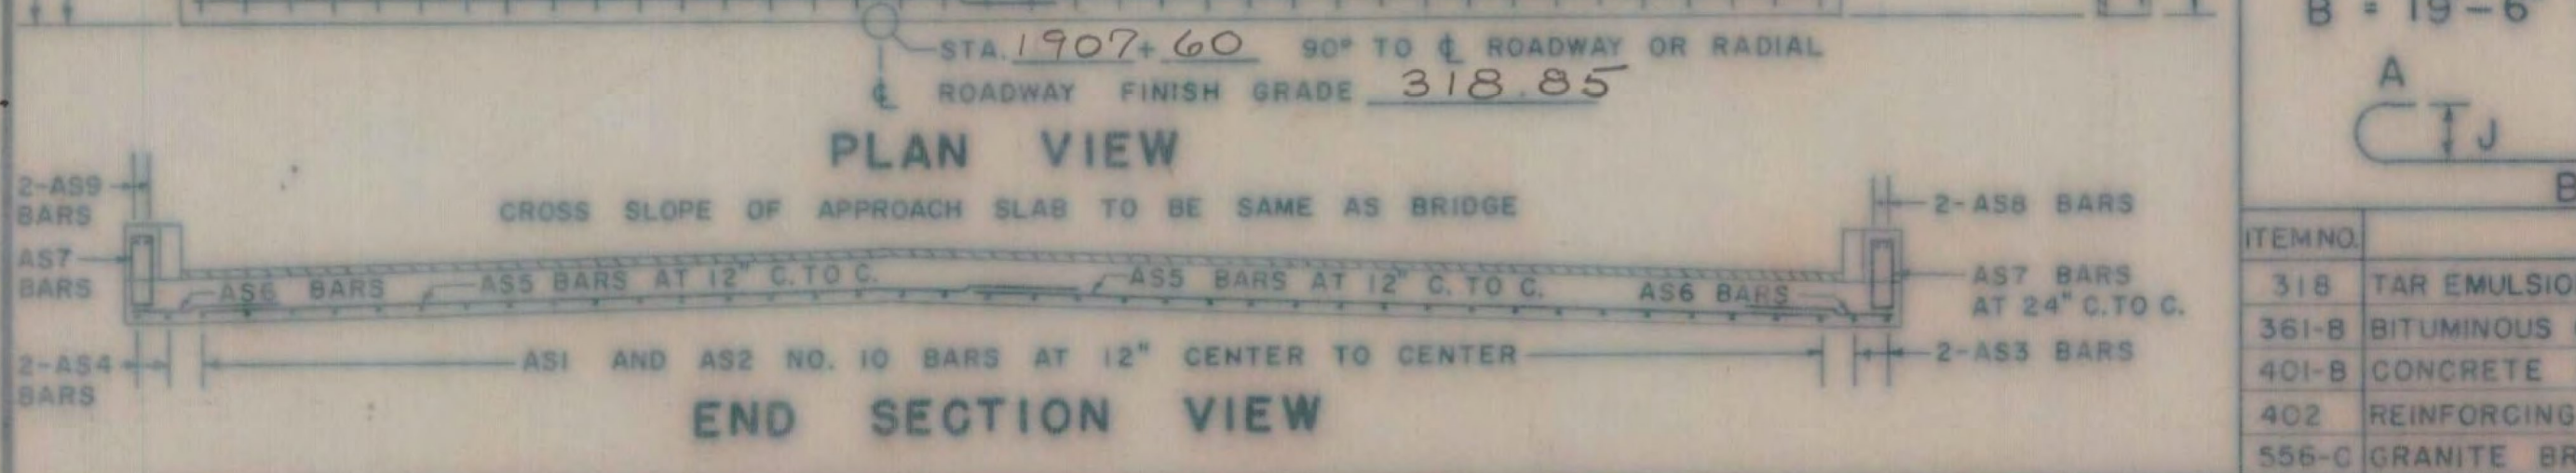 B = 19-6
STA. 1907+60 90° TO ℄ ROADWAY OR RADIAL
℄ ROADWAY FINISH GRADE 318.85
PLAN VIEW
A
J
B
2-AS9
BARS
CROSS SLOPE OF APPROACH SLAB TO BE SAME AS BRIDGE
2-AS8 BARS
AS7
BARS
AS6 BARS
AS5 BARS AT 12" C. TO C.
AS5 BARS AT 12" C. TO C.
AS6 BARS
AS7 BARS
AT 24" C. TO C.
2-AS4
BARS
AS1 AND AS2 NO. 10 BARS AT 12" CENTER TO CENTER
2-AS3 BARS
END SECTION VIEW
ITEM NO.
318 TAR EMULSIO
361-B BITUMINOUS
401-B CONCRETE
402 REINFORCING
556-C GRANITE BR